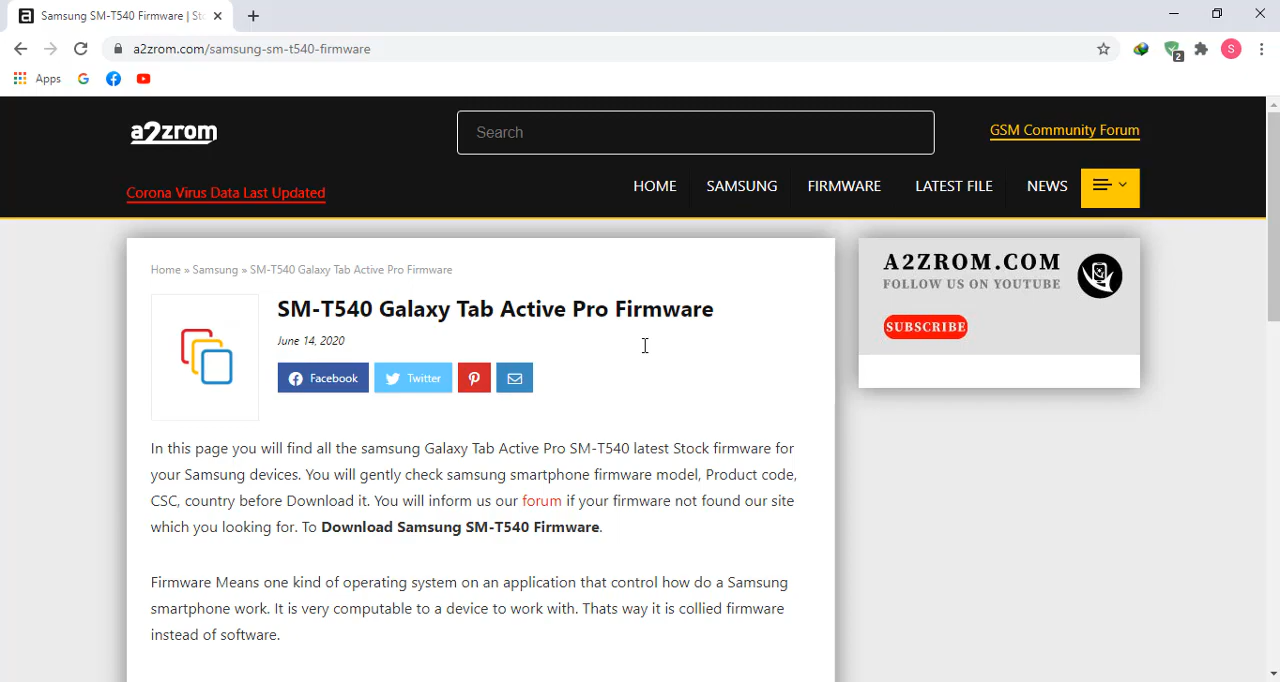 Samsung SM-T540 Firmware | Sto
a2zrom.com/samsung-sm-t540-firmware
2
S
Apps
a2zrom
Search
GSM Community Forum
Corona Virus Data Last Updated
HOME SAMSUNG FIRMWARE LATEST FILE NEWS
Home » Samsung » SM-T540 Galaxy Tab Active Pro Firmware
SM-T540 Galaxy Tab Active Pro Firmware
June 14, 2020
Facebook Twitter
A2ZROM.COM
FOLLOW US ON YOUTUBE
SUBSCRIBE
In this page you will find all the samsung Galaxy Tab Active Pro SM-T540 latest Stock firmware for
your Samsung devices. You will gently check samsung smartphone firmware model, Product code,
CSC, country before Download it. You will inform us our forum if your firmware not found our site
which you looking for. To Download Samsung SM-T540 Firmware.
Firmware Means one kind of operating system on an application that control how do a Samsung
smartphone work. It is very computable to a device to work with. Thats way it is collied firmware
instead of software.